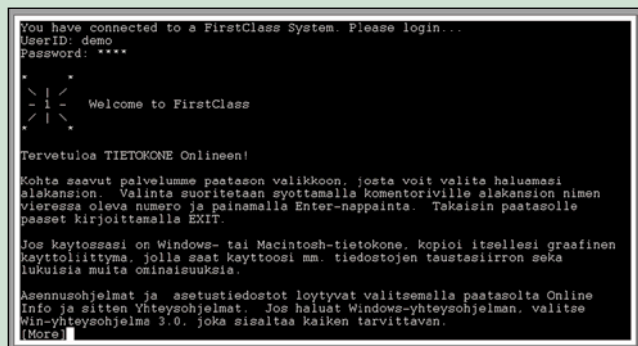 You have connected to a FirstClass System. Please login...
UserID: demo
Password: ****
*       *
\ | /
- 1 -   Welcome to FirstClass
/ | \
*       *
Tervetuloa TIETOKONE Onlineen!
Kohta saavut palvelumme paatason valikkoon, josta voit valita haluamasi
alakansion.  Valinta suoritetaan syottamalla komentoriville alakansion nimen
vieressa oleva numero ja painamalla Enter-nappainta.  Takaisin paatasolle
paaset kirjoittamalla EXIT.
Jos kaytossasi on Windows- tai Macintosh-tietokone, kopioi itsellesi graafinen
kayttoliittyma, jolla saat kayttoosi mm. tiedostojen taustasiirron seka
lukuisia muita ominaisuuksia.
Asennusohjelmat ja  asetustiedostot loytyvat valitsemalla paatasolta Online
Info ja sitten Yhteysohjelmat.  Jos haluat Windows-yhteysohjelman, valitse
Win-yhteysohjelma 3.0, joka sisaltaa kaiken tarvittavan.
[More]